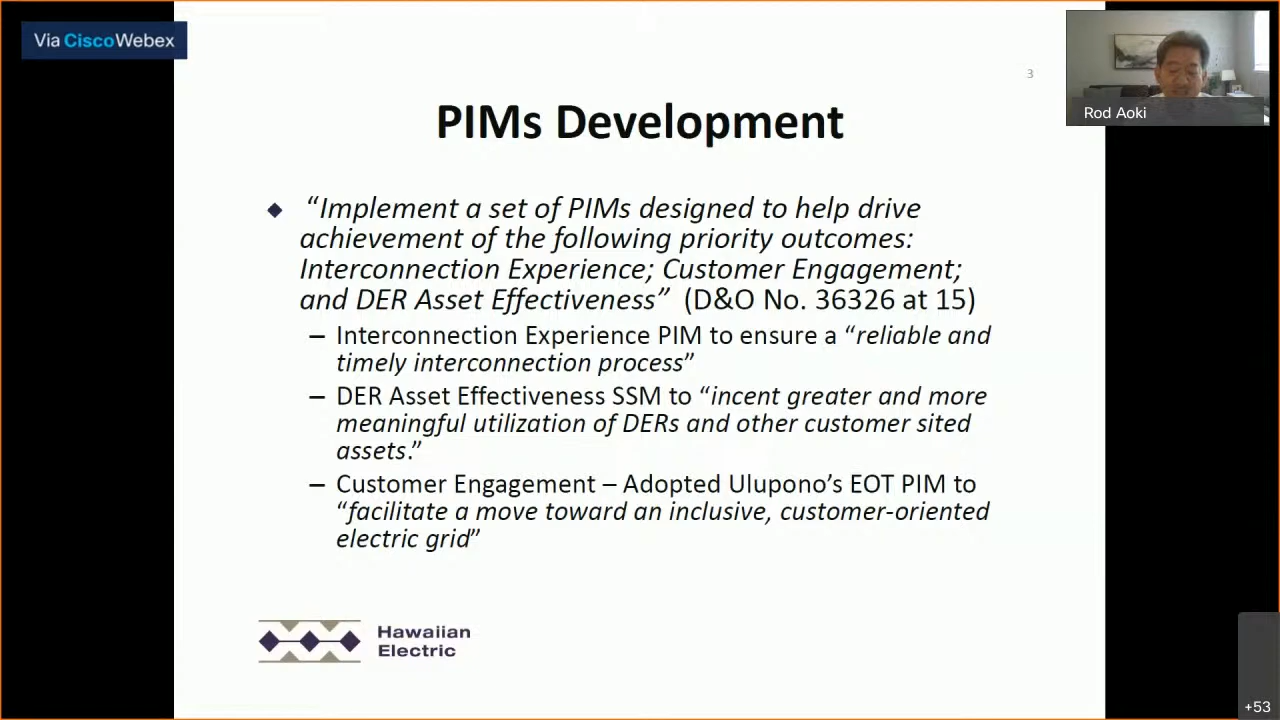 Via CiscoWebex
3
Rod Aoki
PIMs Development
“Implement a set of PIMs designed to help drive
achievement of the following priority outcomes:
Interconnection Experience; Customer Engagement;
and DER Asset Effectiveness” (D&O No. 36326 at 15)
– Interconnection Experience PIM to ensure a “reliable and
timely interconnection process”
– DER Asset Effectiveness SSM to “incent greater and more
meaningful utilization of DERs and other customer sited
assets.”
– Customer Engagement – Adopted Ulupono’s EOT PIM to
“facilitate a move toward an inclusive, customer-oriented
electric grid”
Hawaiian
Electric
+53